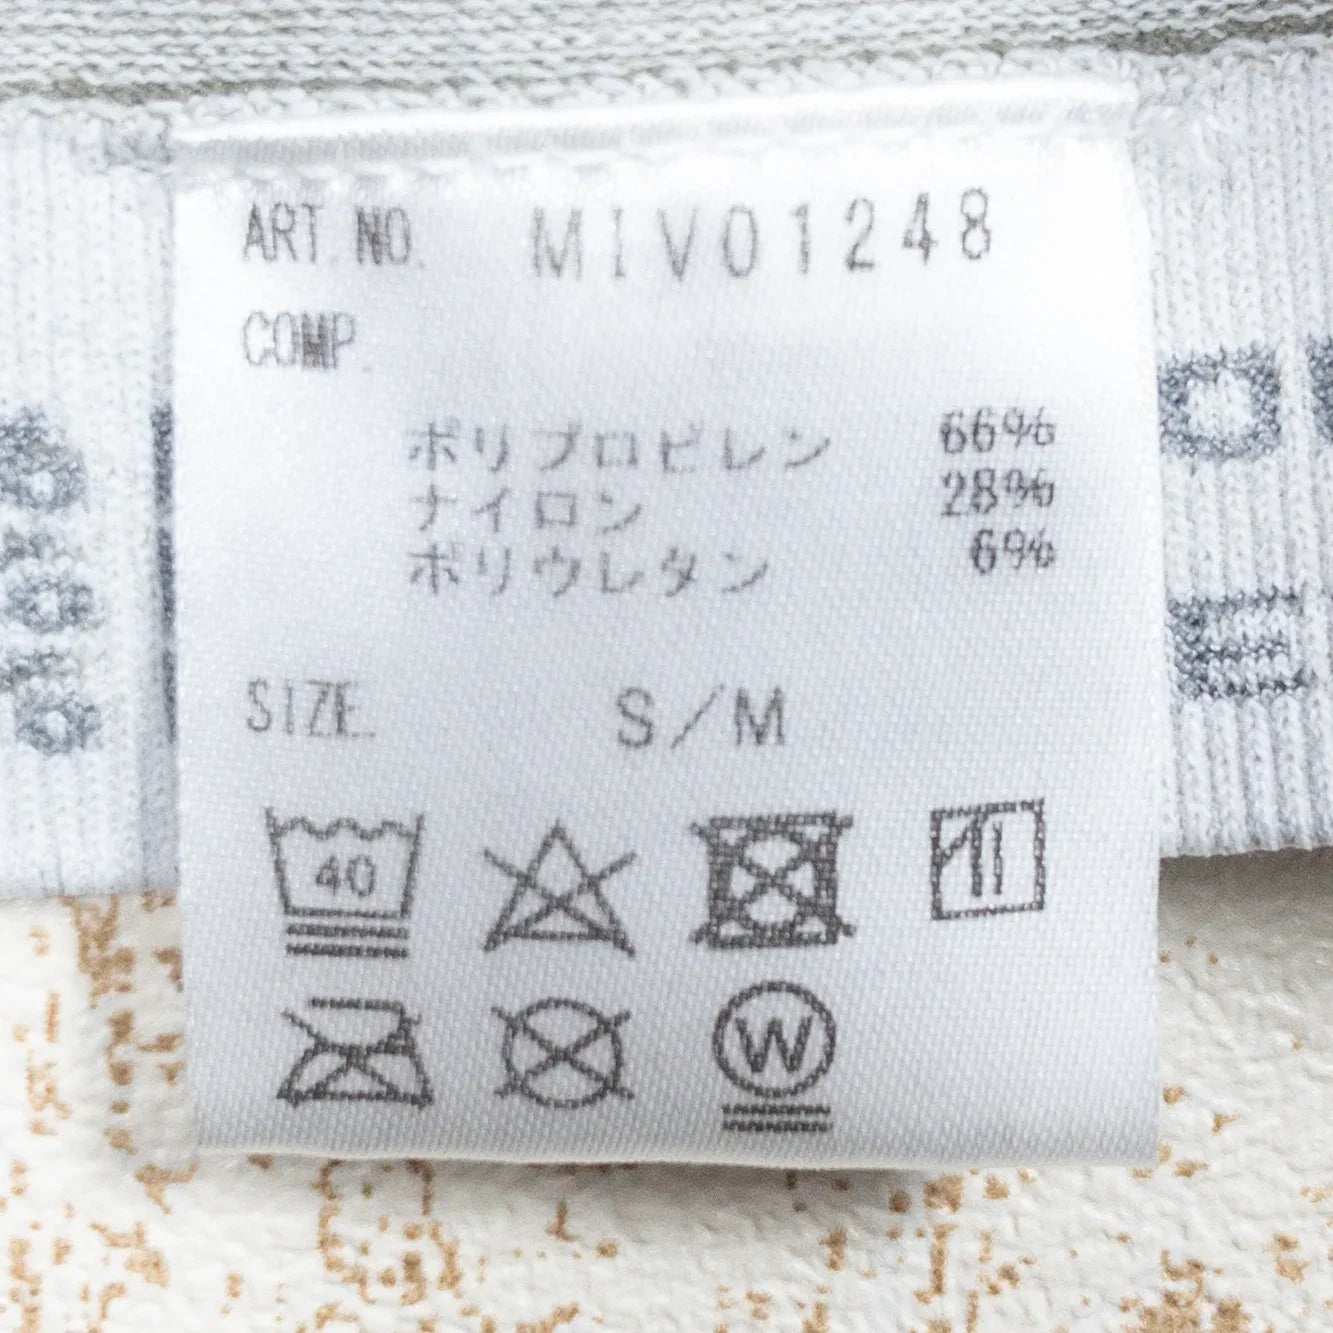 ART. NO. MIV01248
COMP.
ポリプロピレン 66%
ナイロン 28%
ポリウレタン 6%
SIZE. S/M
40
W